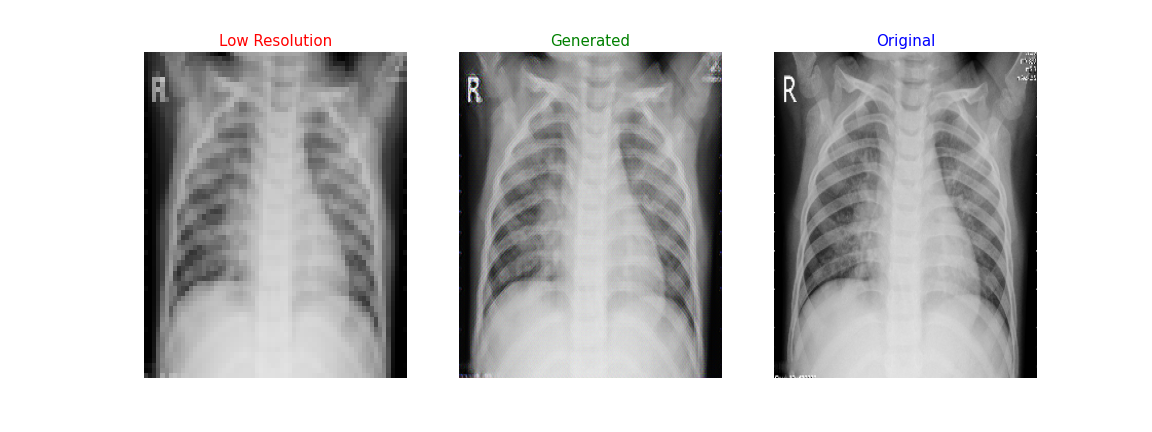 Low Resolution
Generated
Original
R
R
R